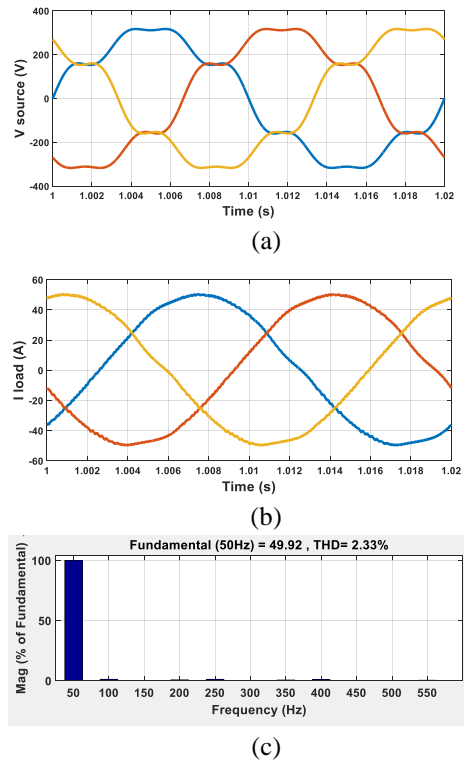 400
200
0
-200
-400
V source (V)
1 1.002 1.004 1.006 1.008 1.01 1.012 1.014 1.016 1.018 1.02
Time (s)
(a)
60
40
20
0
-20
-40
-60
I load (A)
1 1.002 1.004 1.006 1.008 1.01 1.012 1.014 1.016 1.018 1.02
Time (s)
(b)
Fundamental (50Hz) = 49.92 , THD= 2.33%
100
50
0
Mag (% of Fundamental)
50 100 150 200 250 300 350 400 450 500 550
Frequency (Hz)
(c)